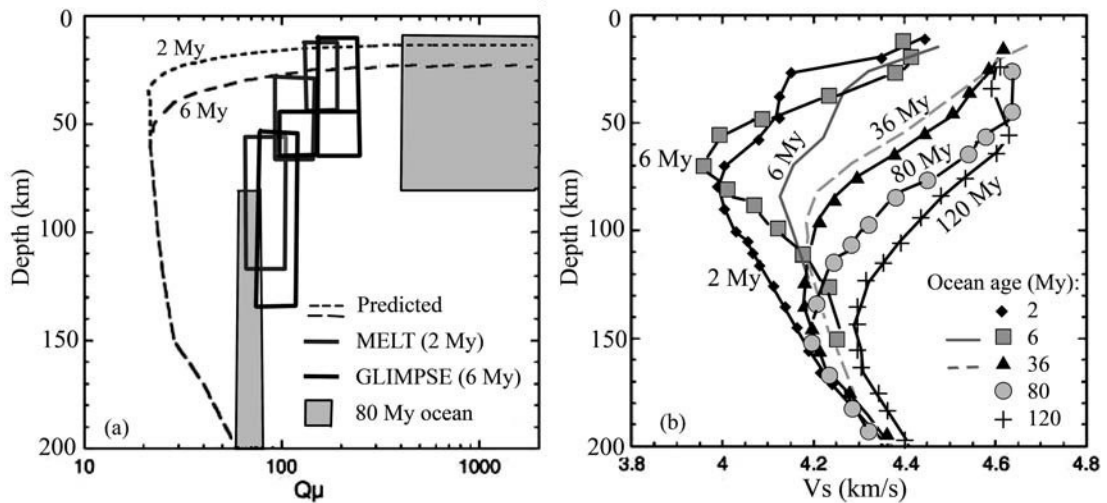 0
50
100
150
200
Depth (km)
2 My
6 My
Predicted
MELT (2 My)
GLIMPSE (6 My)
80 My ocean
(a)
10
100
1000
Qμ
0
50
100
150
200
Depth (km)
6 My
6 My
36 My
80 My
120 My
2 My
Ocean age (My):
2
6
36
80
120
(b)
3.8
4
4.2
4.4
4.6
4.8
Vs (km/s)